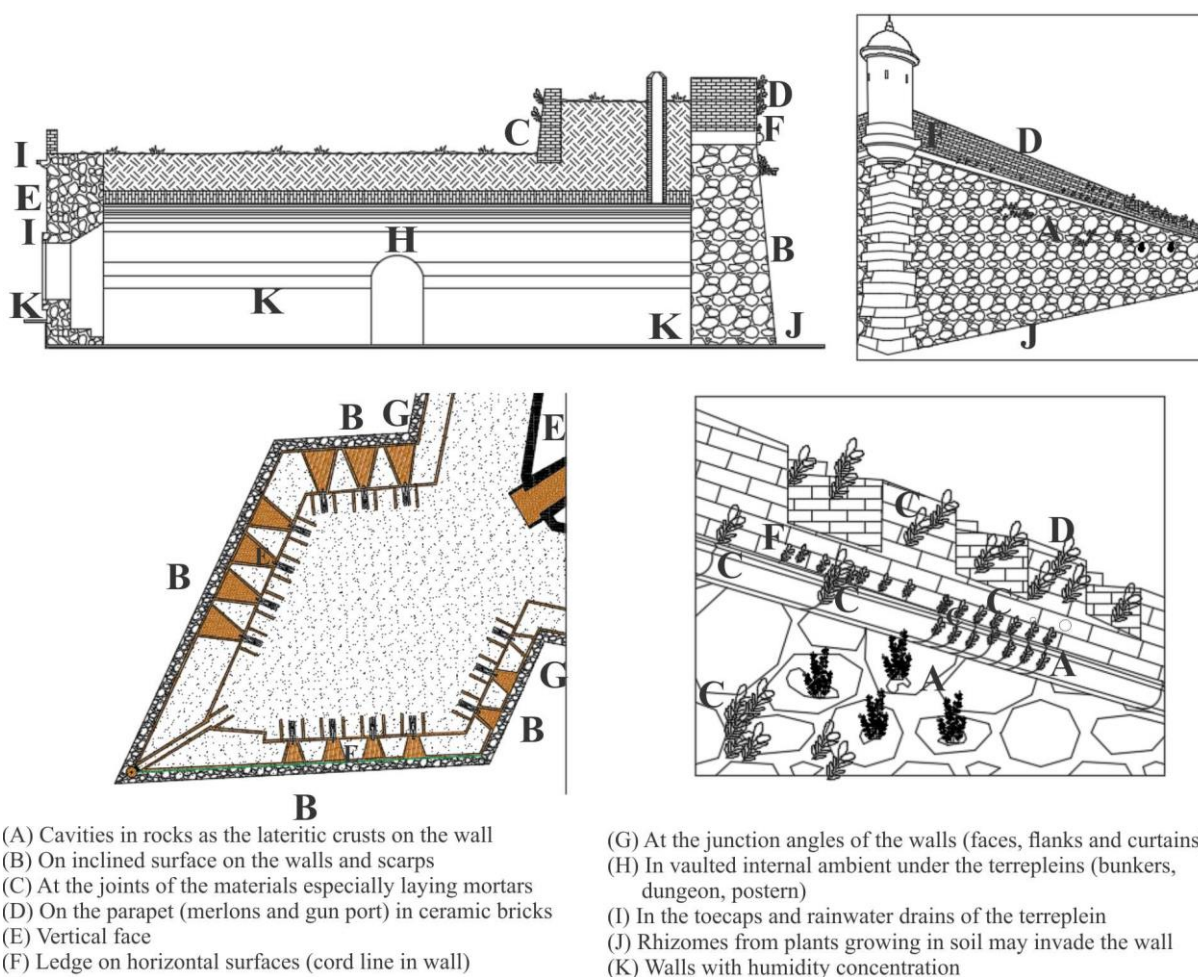 D
C
F
I
E
I
H
B
K
K
K
J
D
F
A
J
B
G
E
E
B
G
B
B
C
D
F
C
C
C
A
A
C
(A) Cavities in rocks as the lateritic crusts on the wall
(B) On inclined surface on the walls and scarps
(C) At the joints of the materials especially laying mortars
(D) On the parapet (merlons and gun port) in ceramic bricks
(E) Vertical face
(F) Ledge on horizontal surfaces (cord line in wall)
(G) At the junction angles of the walls (faces, flanks and curtains
(H) In vaulted internal ambient under the terrepleins (bunkers,
dungeon, postern)
(I) In the toecaps and rainwater drains of the terreplein
(J) Rhizomes from plants growing in soil may invade the wall
(K) Walls with humidity concentration